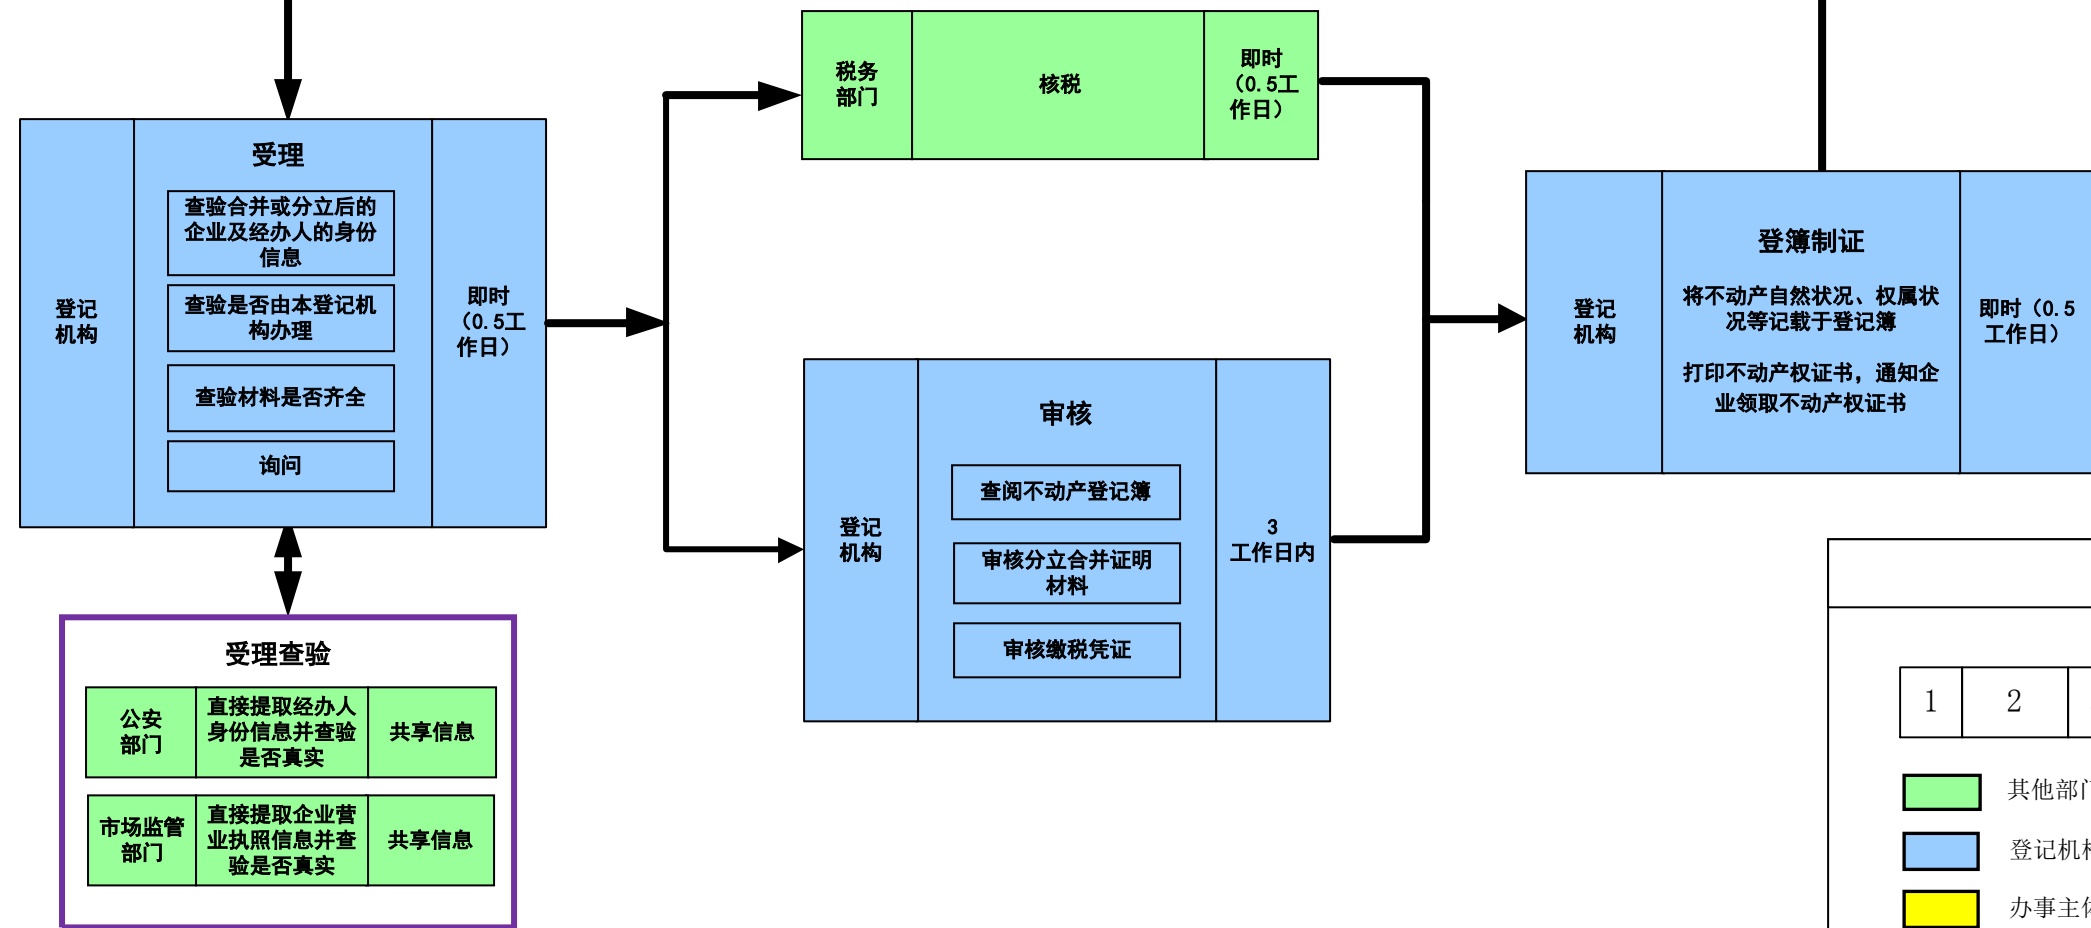 登记
机构
受理
查验合并或分立后的
企业及经办人的身份
信息
查验是否由本登记机
构办理
查验材料是否齐全
询问
即时
（0.5工
作日）
受理查验
公安
部门
直接提取经办人
身份信息并查验
是否真实
共享信息
市场监管
部门
直接提取企业营
业执照信息并查
验是否真实
共享信息
税务
部门
核税
即时
（0.5工
作日）
登记
机构
审核
查阅不动产登记簿
审核分立合并证明
材料
审核缴税凭证
3
工作日内
登记
机构
登簿制证
将不动产自然状况、权属状
况等记载于登记簿
打印不动产权证书，通知企
业领取不动产权证书
即时（0.5
工作日）
1
2
其他部门
登记机构
办事主体